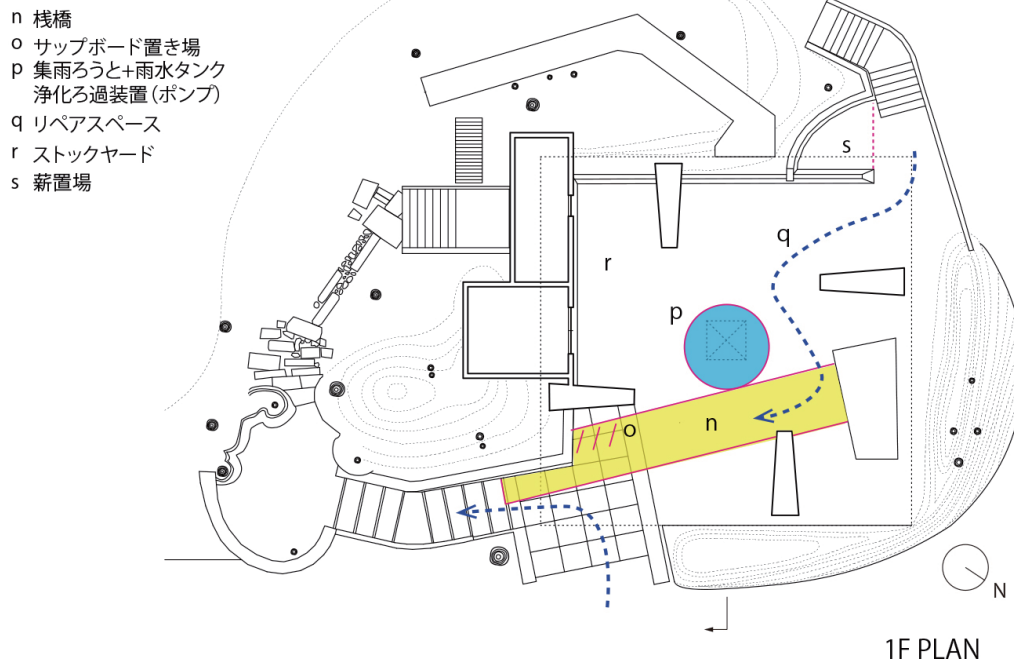 n 桟橋
o サップボード置き場
p 集雨ろうと+雨水タンク
浄化ろ過装置(ポンプ)
q リペアスペース
r ストックヤード
s 薪置場
s
q
r
p
o
n
N
1F PLAN